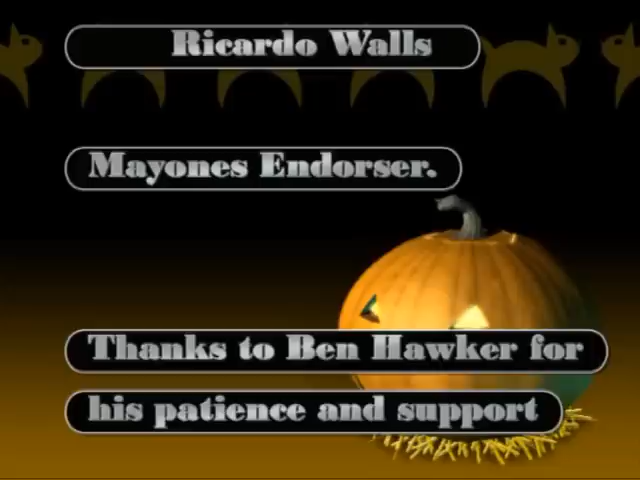 Ricardo Walls
Mayones Endorser.
Thanks to Ben Hawker for
his patience and support